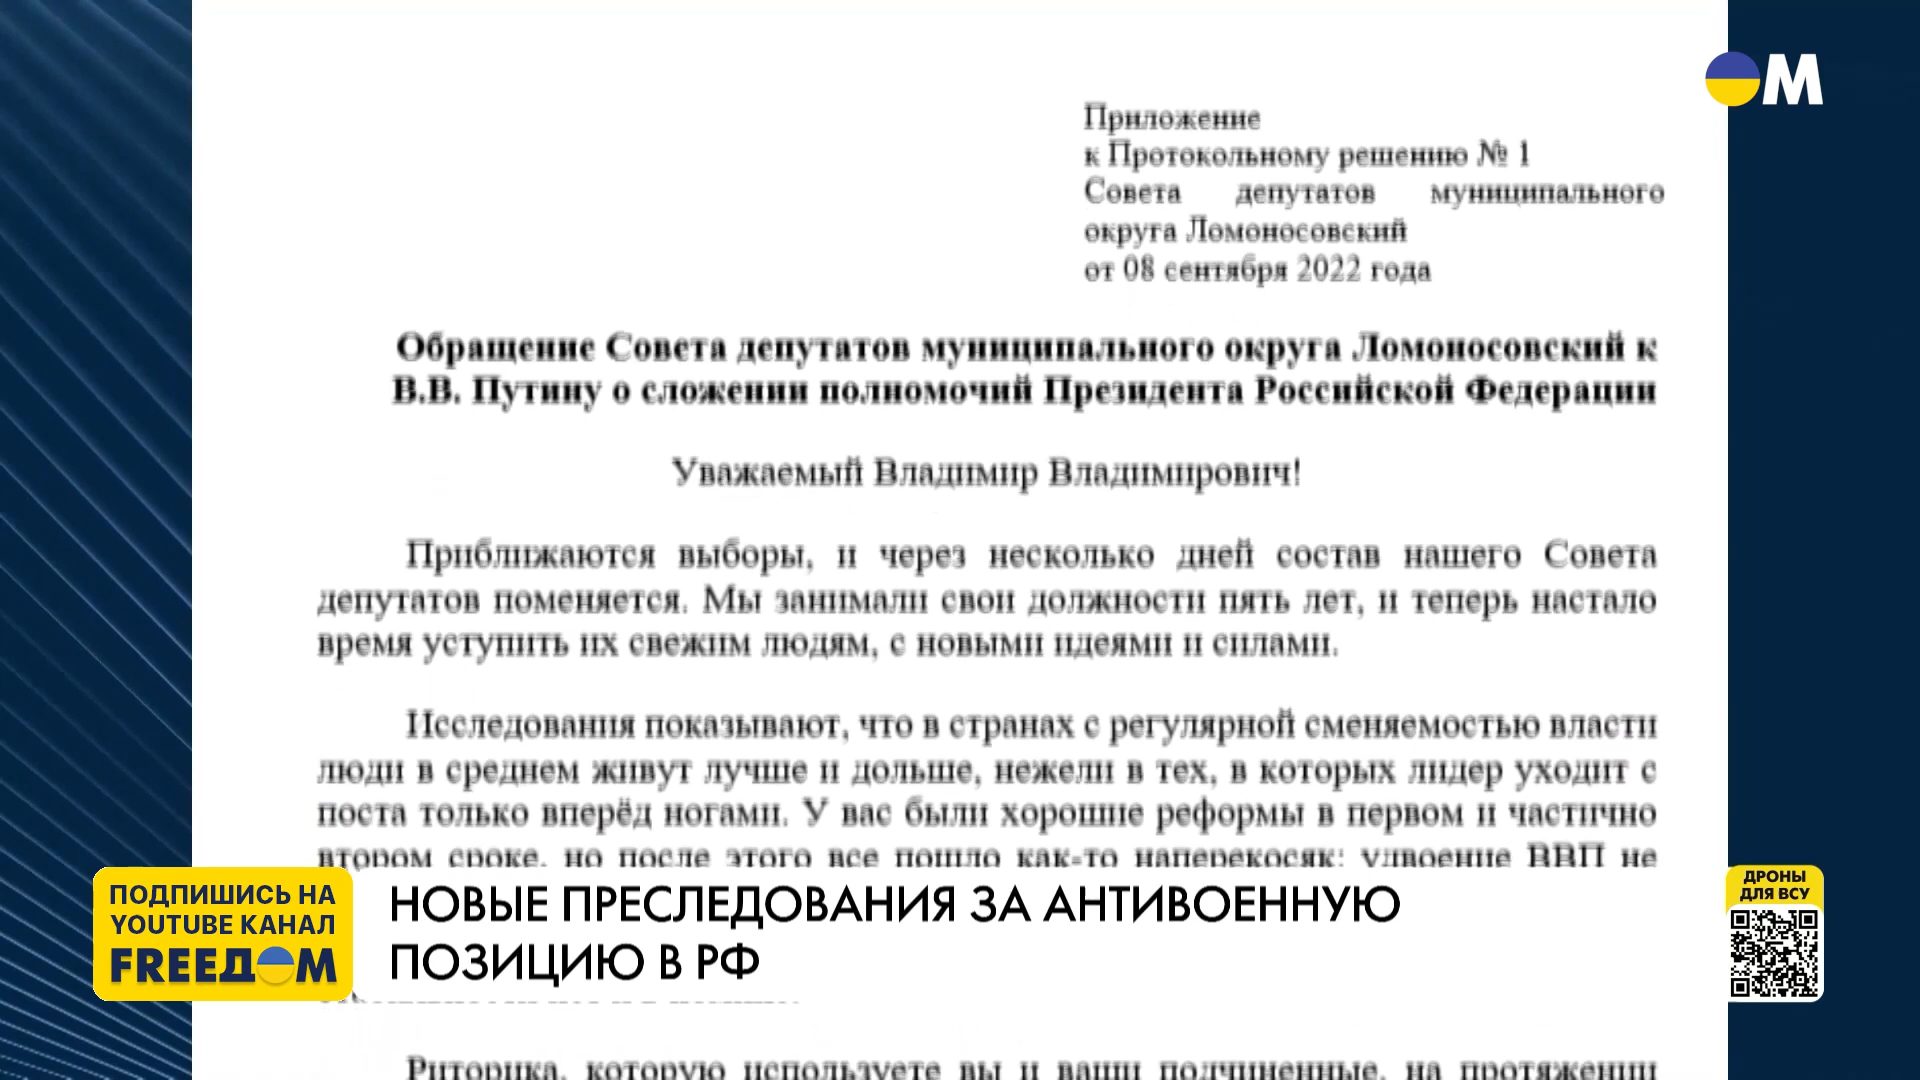 Приложение
к Протокольному решению № 1
Совета депутатов муниципального
округа Ломоносовский
от 08 сентября 2022 года
Обращение Совета депутатов муниципального округа Ломоносовский к
В.В. Путину о сложении полномочий Президента Российской Федерации
Уважаемый Владимир Владимирович!
Приближаются выборы, и через несколько дней состав нашего Совета
депутатов поменяется. Мы занимали свои должности пять лет, и теперь настало
время уступить их свежим людям, с новыми идеями и силами.
Исследования показывают, что в странах с регулярной сменяемостью власти
люди в среднем живут лучше и дольше, нежели в тех, в которых лидер уходит с
поста только вперёд ногами. У вас были хорошие реформы в первом и частично
втором сроке, но после этого все пошло как-то наперекосяк: удвоение ВВП не
Риторика, которую используете вы и ваши подчиненные, на протяжении
НОВЫЕ ПРЕСЛЕДОВАНИЯ ЗА АНТИВОЕННУЮ
ПОЗИЦИЮ В РФ
ПОДПИШИСЬ НА
YOUTUBE КАНАЛ
FREEДОМ
ДРОНЫ
ДЛЯ ВСУ
ОМ